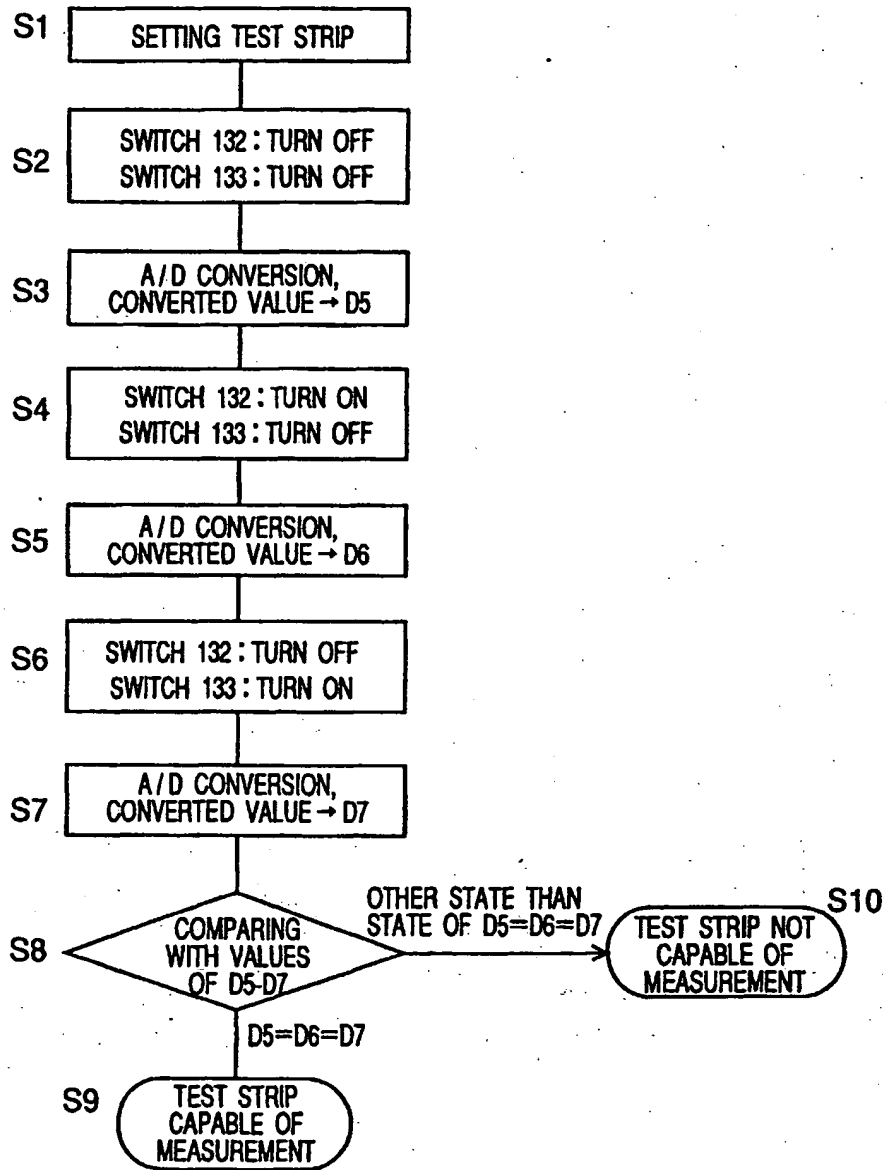 S1
SETTING TEST STRIP
S2
SWITCH 132 : TURN OFF
SWITCH 133 : TURN OFF
S3
A/D CONVERSION,
CONVERTED VALUE → D5
S4
SWITCH 132 : TURN ON
SWITCH 133 : TURN OFF
S5
A/D CONVERSION,
CONVERTED VALUE → D6
S6
SWITCH 132 : TURN OFF
SWITCH 133 : TURN ON
S7
A/D CONVERSION,
CONVERTED VALUE → D7
S8
COMPARING
WITH VALUES
OF D5-D7
OTHER STATE THAN
STATE OF D5=D6=D7
S10
TEST STRIP NOT
CAPABLE OF
MEASUREMENT
D5=D6=D7
S9
TEST STRIP
CAPABLE OF
MEASUREMENT